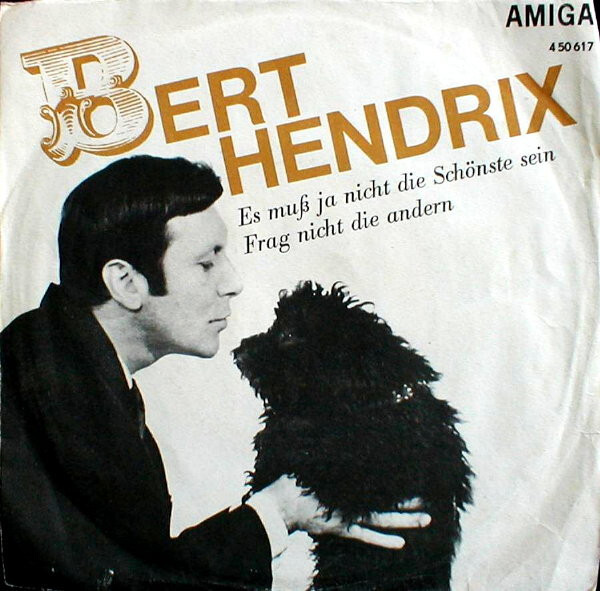 AMIGA
4 50 617
BERT
HENDRIX
Es muß ja nicht die Schönste sein
Frag nicht die andern